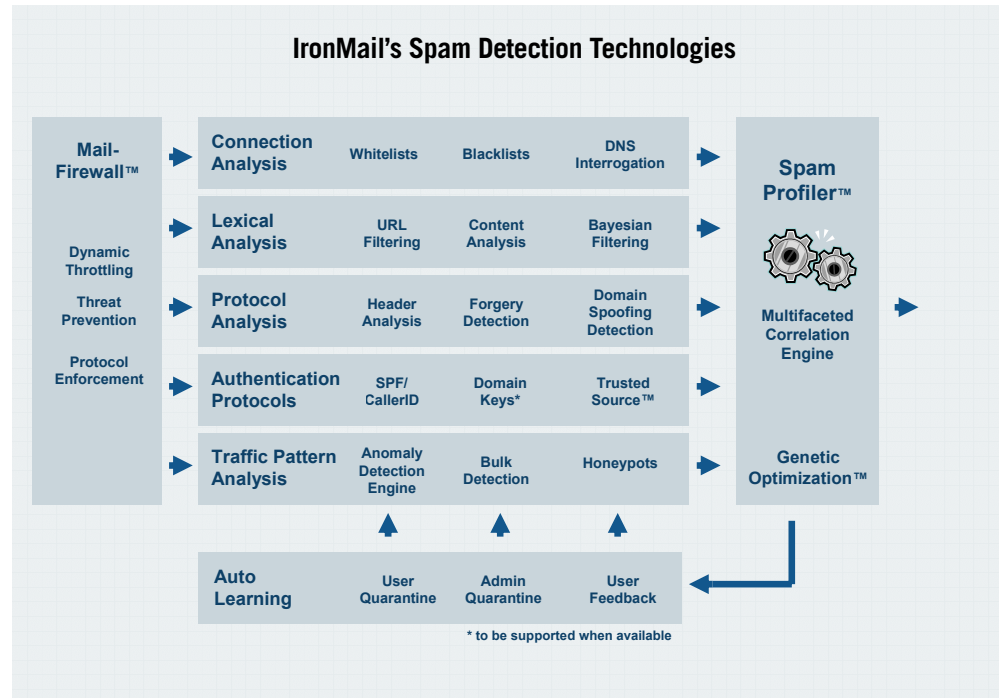 IronMail's Spam Detection Technologies
Mail-
Firewall™
Dynamic
Throttling
Threat
Prevention
Protocol
Enforcement
Connection
Analysis
Whitelists
Blacklists
DNS
Interrogation
Lexical
Analysis
URL
Filtering
Content
Analysis
Bayesian
Filtering
Protocol
Analysis
Header
Analysis
Forgery
Detection
Domain
Spoofing
Detection
Authentication
Protocols
SPF/
CallerID
Domain
Keys*
Trusted
Source™
Traffic Pattern
Analysis
Anomaly
Detection
Engine
Bulk
Detection
Honeypots
Spam
Profiler™
Multifaceted
Correlation
Engine
Genetic
Optimization™
Auto
Learning
User
Quarantine
Admin
Quarantine
User
Feedback
* to be supported when available